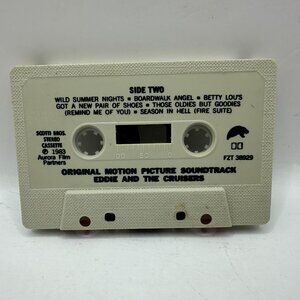 SIDE TWO
WILD SUMMER NIGHTS • BOARDWALK ANGEL • BETTY LOU'S
GOT A NEW PAIR OF SHOES • THOSE OLDIES BUT GOODIES
(REMIND ME OF YOU) • SEASON IN HELL (FIRE SUITE)
SCOTTI BROS.
STEREO
CASSETTE
℗ 1983
Aurora Film
Partners
FZT 38929
ORIGINAL MOTION PICTURE SOUNDTRACK
EDDIE AND THE CRUISERS